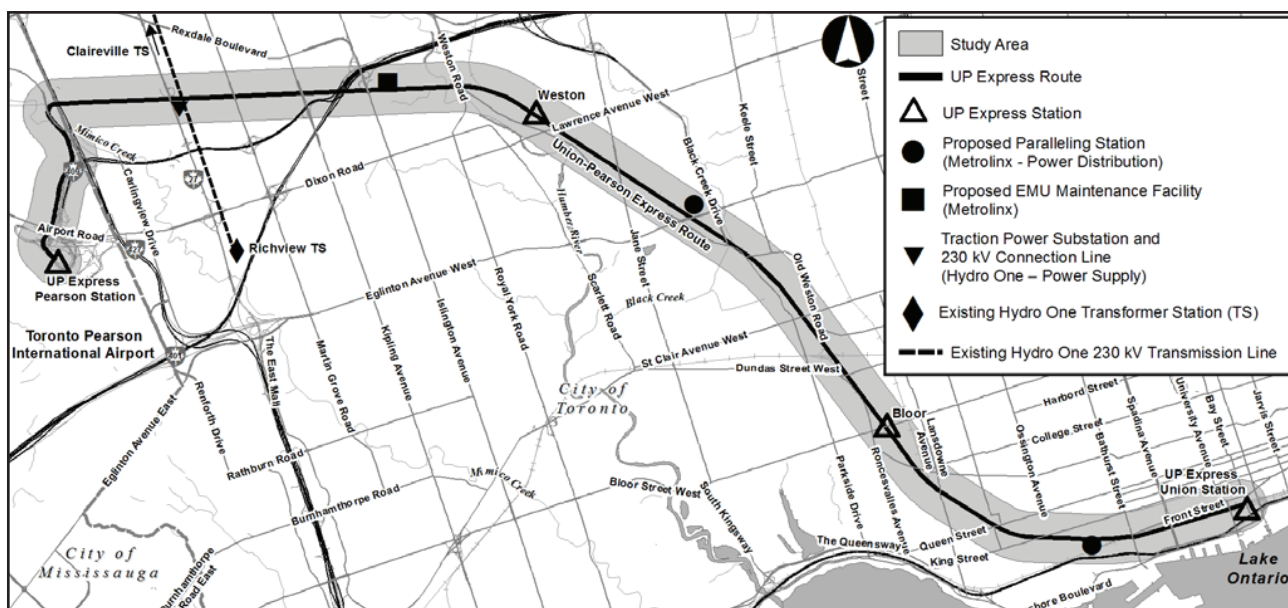 Claireville TS
Rexdale Boulevard
Weston Road
Weston
Lawrence Avenue West
Street
Keele Street
Black Creek Drive
Mimico Creek
Carlingview Drive
27
Dixon Road
Union-Pearson Express Route
Airport Road
Richview TS
UP Express
Pearson Station
Humber River
Jane Street
Scarlett Road
Black Creek
Old Weston Road
Eglinton Avenue West
Toronto Pearson
International Airport
401
The East Mall
Martin Grove Road
Kipling Avenue
Islington Avenue
Royal York Road
St Clair Avenue West
Dundas Street West
City of
Toronto
Renforth Drive
Eglinton Avenue East
Rathburn Road
Burnhamthorpe Road
Mimico Creek
Bloor Street West
South Kingsway
Parkside Drive
Roncesvalles Avenue
Bloor
Lansdowne
Avenue
Ossington Avenue
Harbord Street
College Street
Bathurst Street
Spadina Avenue
University Avenue
Bay Street
Jarvis Street
UP Express
Union Station
Front Street
Queen Street
King Street
The Queensway
Lake
Ontario
City of
Mississauga
Burnhamthorpe
Road East
Study Area
UP Express Route
UP Express Station
Proposed Paralleling Station
(Metrolinx - Power Distribution)
Proposed EMU Maintenance Facility
(Metrolinx)
Traction Power Substation and
230 kV Connection Line
(Hydro One – Power Supply)
Existing Hydro One Transformer Station (TS)
Existing Hydro One 230 kV Transmission Line